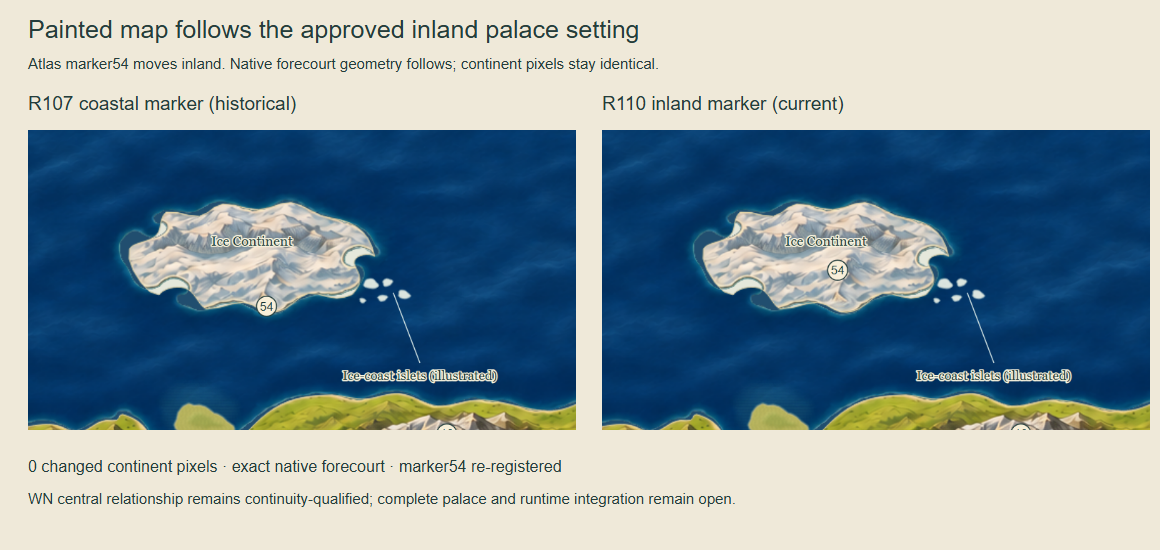 Painted map follows the approved inland palace setting
Atlas marker54 moves inland. Native forecourt geometry follows; continent pixels stay identical.
R107 coastal marker (historical)
R110 inland marker (current)
Ice Continent
54
Ice-coast islets (illustrated)
Ice Continent
54
Ice-coast islets (illustrated)
0 changed continent pixels · exact native forecourt · marker54 re-registered
WN central relationship remains continuity-qualified; complete palace and runtime integration remain open.